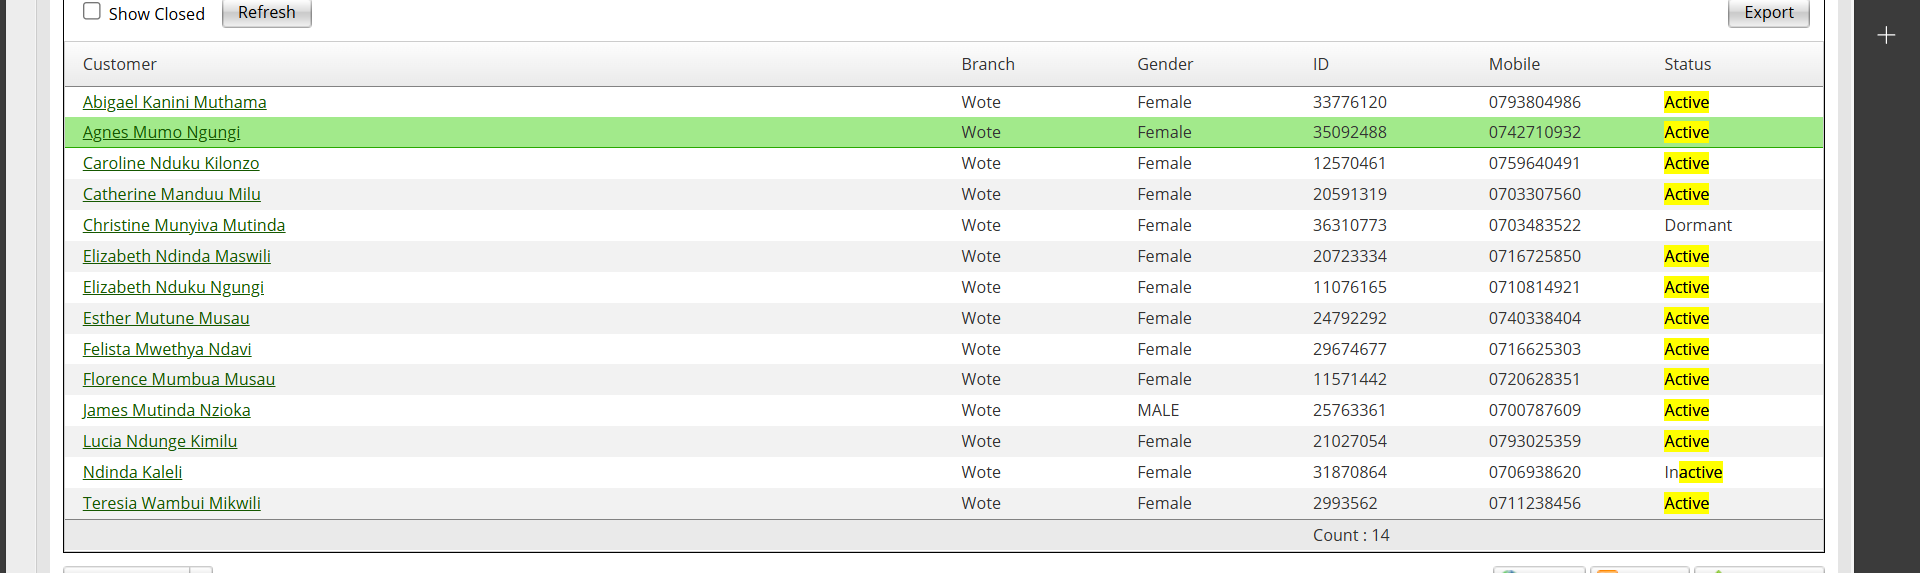 Show Closed Refresh Export
Customer Branch Gender ID Mobile Status
Abigael Kanini Muthama Wote Female 33776120 0793804986 Active
Agnes Mumo Ngungi Wote Female 35092488 0742710932 Active
Caroline Nduku Kilonzo Wote Female 12570461 0759640491 Active
Catherine Manduu Milu Wote Female 20591319 0703307560 Active
Christine Munyiva Mutinda Wote Female 36310773 0703483522 Dormant
Elizabeth Ndinda Maswili Wote Female 20723334 0716725850 Active
Elizabeth Nduku Ngungi Wote Female 11076165 0710814921 Active
Esther Mutune Musau Wote Female 24792292 0740338404 Active
Felista Mwethya Ndavi Wote Female 29674677 0716625303 Active
Florence Mumbua Musau Wote Female 11571442 0720628351 Active
James Mutinda Nzioka Wote MALE 25763361 0700787609 Active
Lucia Ndunge Kimilu Wote Female 21027054 0793025359 Active
Ndinda Kaleli Wote Female 31870864 0706938620 Inactive
Teresia Wambui Mikwili Wote Female 2993562 0711238456 Active
Count : 14